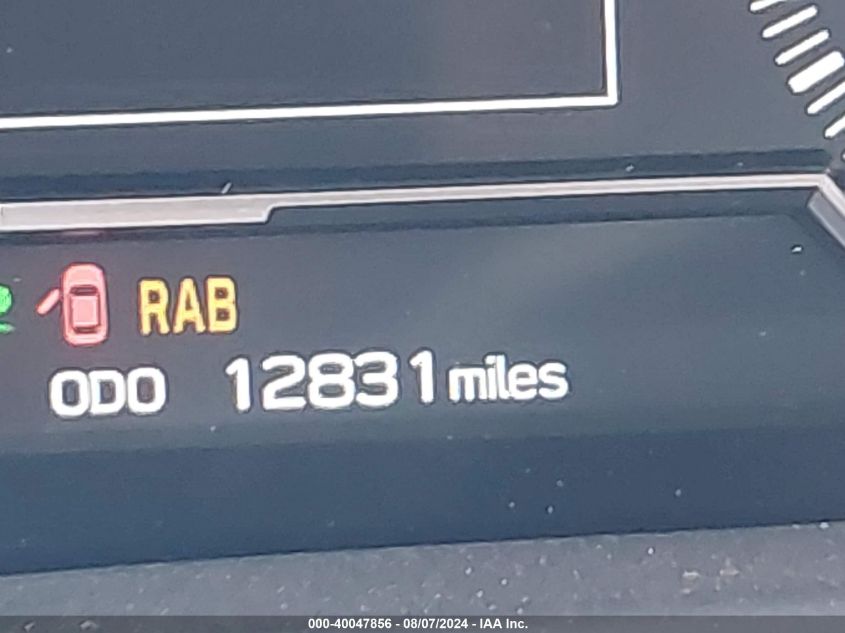 RAB
ODO 12831 miles
000-40047856 - 08/07/2024 - IAA Inc.